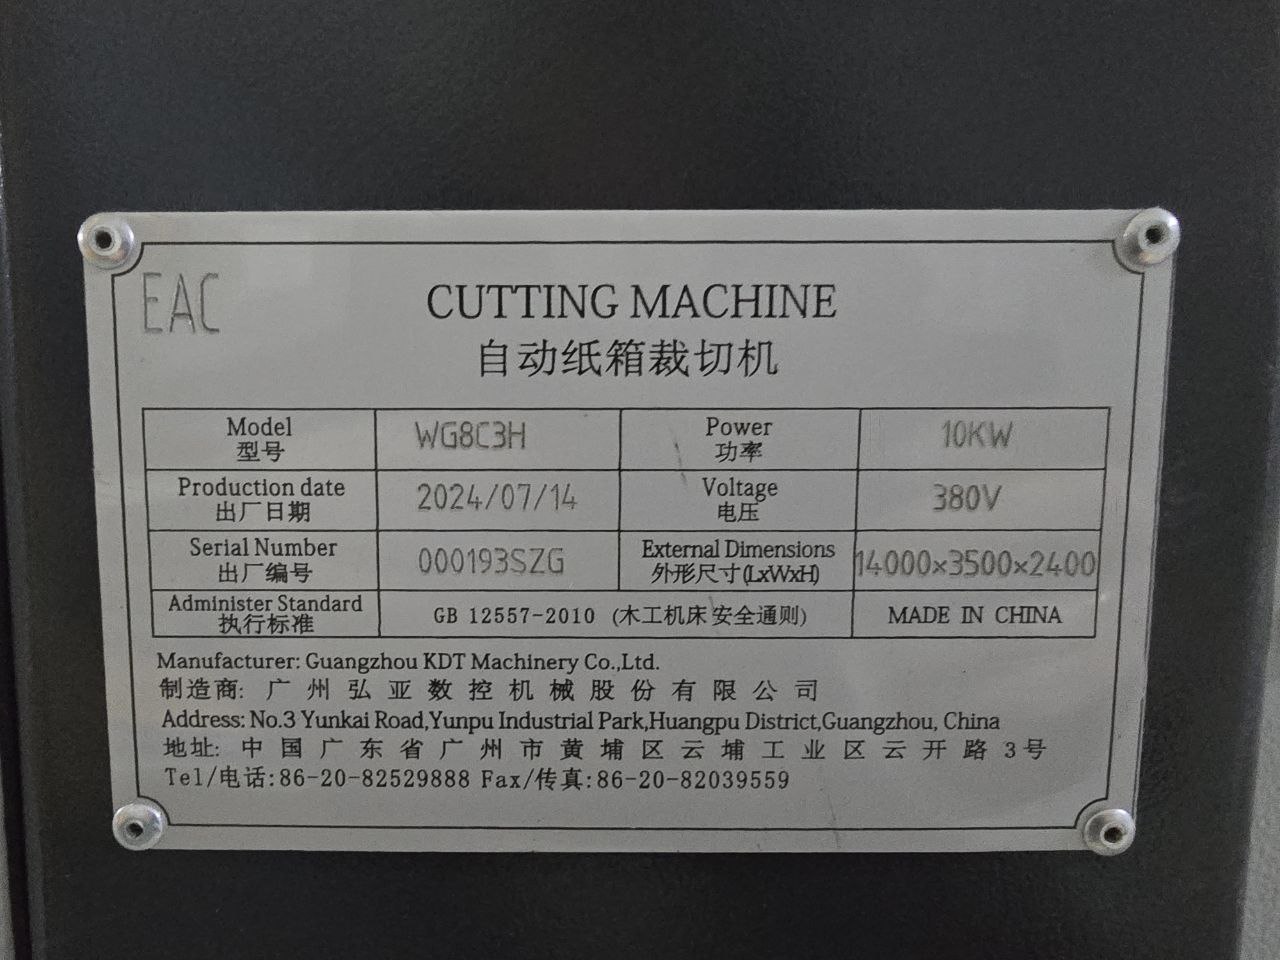 EAC
CUTTING MACHINE
自动纸箱裁切机
Model 型号 WG8C3H Power 功率 10KW
Production date 出厂日期 2024/07/14 Voltage 电压 380V
Serial Number 出厂编号 000193SZG External Dimensions 外形尺寸(LxWxH) 14000×3500×2400
Administer Standard 执行标准 GB 12557-2010 (木工机床 安全通则) MADE IN CHINA
Manufacturer: Guangzhou KDT Machinery Co.,Ltd.
制造商: 广州弘亚数控机械股份有限公司
Address: No.3 Yunkai Road,Yunpu Industrial Park,Huangpu District,Guangzhou, China
地址: 中国广东省广州市黄埔区云埔工业区云开路3号
Tel/电话:86-20-82529888 Fax/传真:86-20-82039559